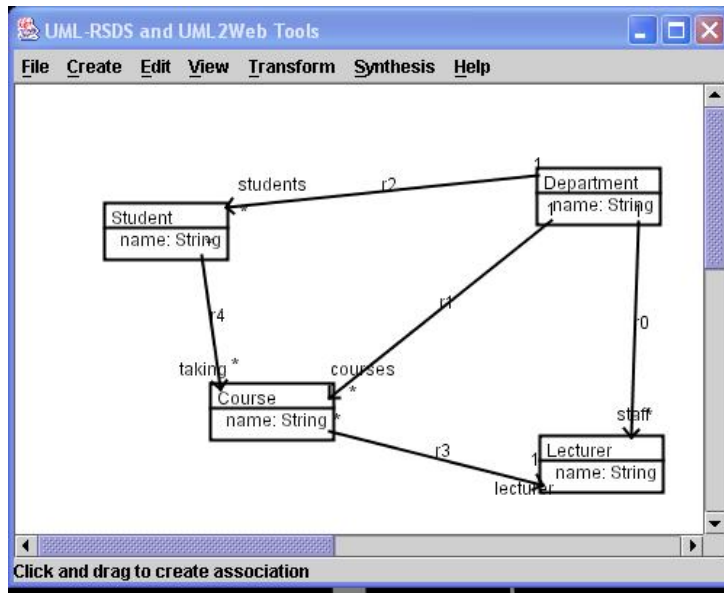 UML-RSDS and UML2Web Tools
File Create Edit View Transform Synthesis Help
1
students r2 Department
*
Student 1 name: String 1
name: String
*
r1
r4 r0
taking * courses
*
Course staff *
name: String *
r3 1 Lecturer
name: String
lecturer
Click and drag to create association